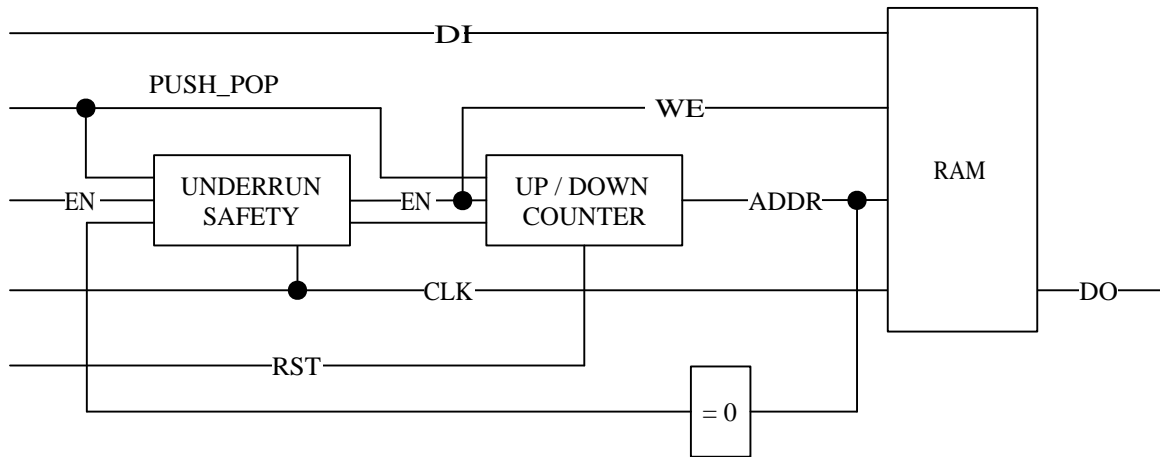 DI
PUSH_POP
WE
UNDERRUN
SAFETY
UP / DOWN
COUNTER
RAM
EN
EN
ADDR
CLK
DO
RST
= 0